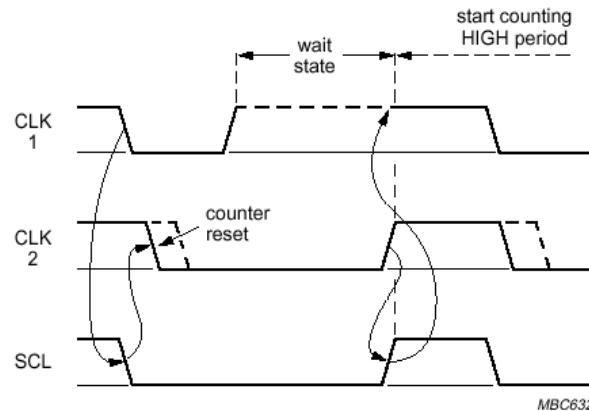 start counting
HIGH period
wait
state
CLK
1
counter
reset
CLK
2
SCL
MBC632